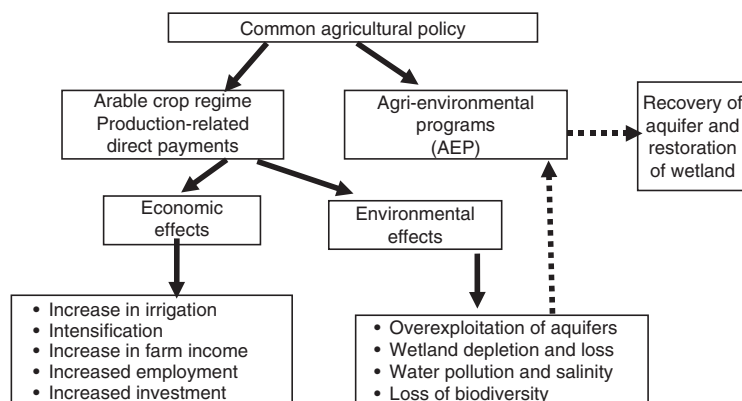 Common agricultural policy
Arable crop regime
Production-related
direct payments
Agri-environmental
programs
(AEP)
Recovery of
aquifer and
restoration
of wetland
Economic
effects
Environmental
effects
• Increase in irrigation
• Intensification
• Increase in farm income
• Increased employment
• Increased investment
• Overexploitation of aquifers
• Wetland depletion and loss
• Water pollution and salinity
• Loss of biodiversity